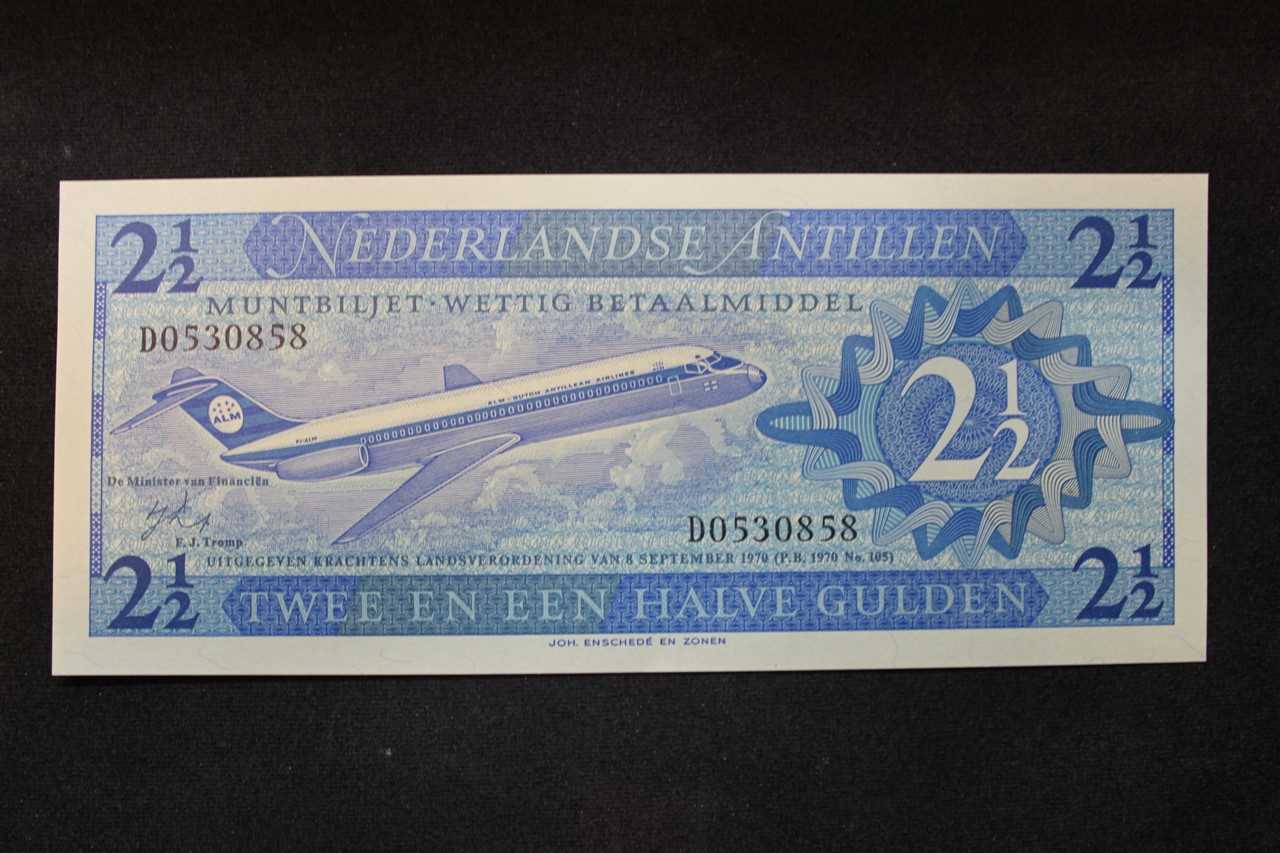 2½ NEDERLANDSE ANTILLEN 2½
MUNTBILJET · WETTIG BETAALMIDDEL
D0530858
ALM - DUTCH ANTILLEAN AIRLINES
ALM
2½
De Minister van Financiën
D0530858
E. J. Tromp
UITGEGEVEN KRACHTENS LANDSVERORDENING VAN 8 SEPTEMBER 1970 (P.B. 1970 No. 105)
2½ TWEE EN EEN HALVE GULDEN 2½
JOH. ENSCHEDÉ EN ZONEN